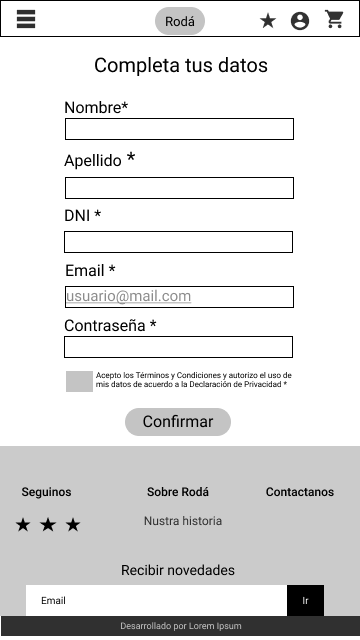 Rodá
Completa tus datos
Nombre*
Apellido *
DNI *
Email *
usuario@mail.com
Contraseña *
Acepto los Términos y Condiciones y autorizo el uso de
mis datos de acuerdo a la Declaración de Privacidad *
Confirmar
Seguinos Sobre Rodá Contactanos
Nustra historia
Recibir novedades
Email Ir
Desarrollado por Lorem Ipsum